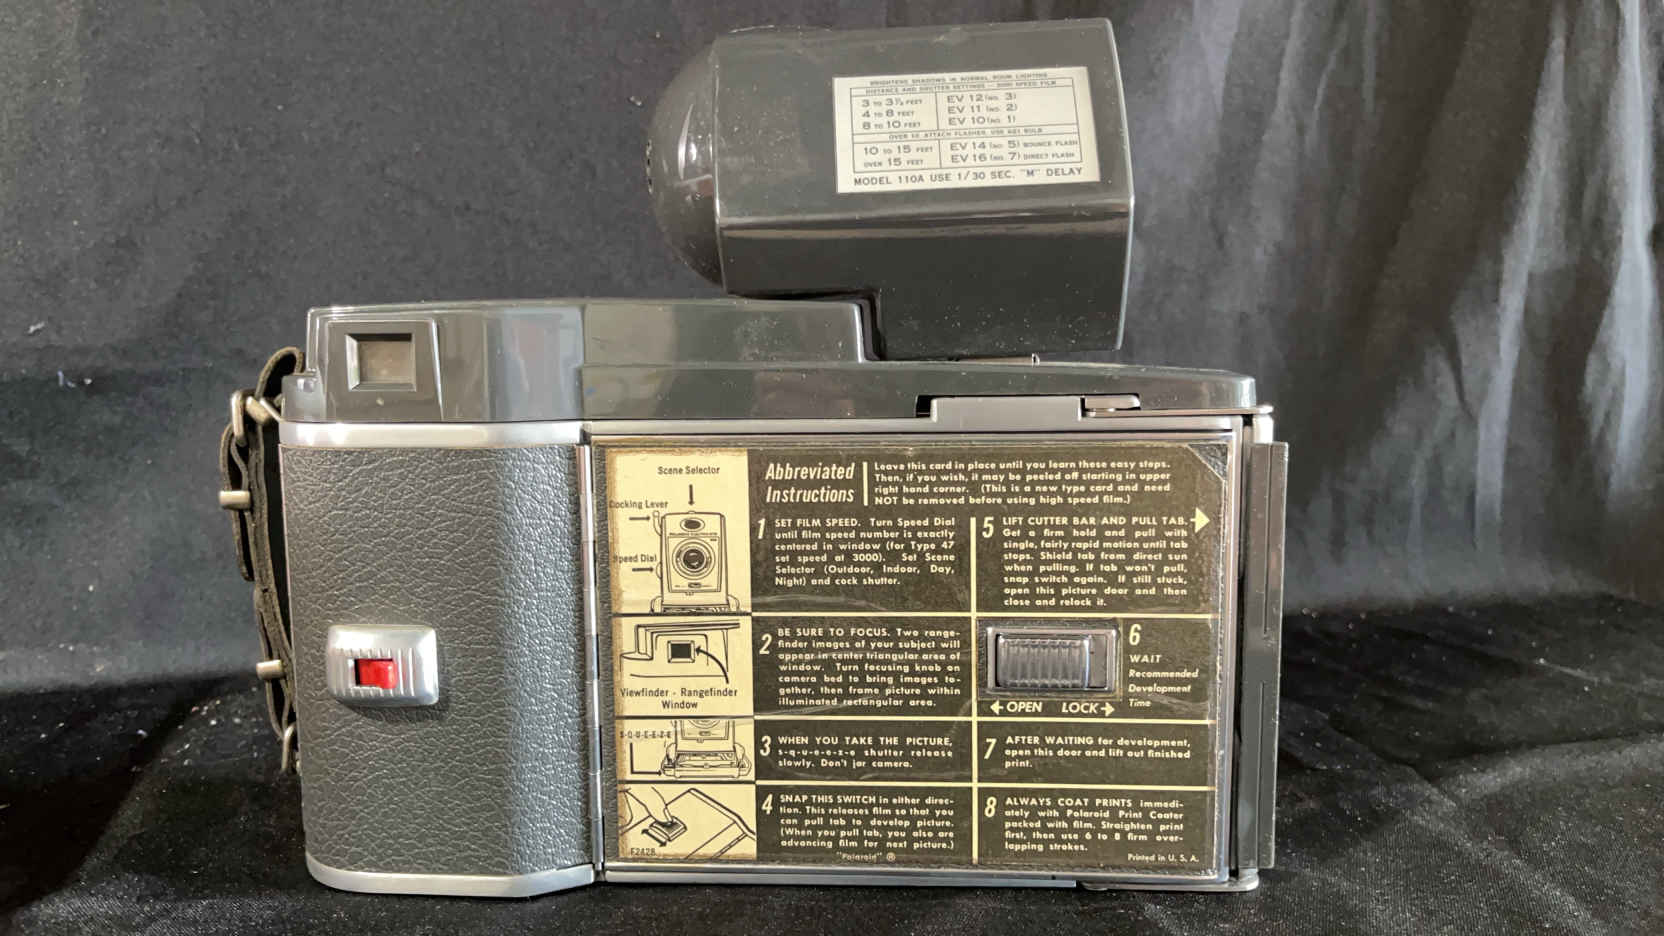 BRIGHTENS SHADOWS IN NORMAL ROOM LIGHTING
DISTANCE AND SHUTTER SETTINGS — 3000 SPEED FILM
3 TO 3½ FEET EV 12 (NO. 3)
4 TO 8 FEET EV 11 (NO. 2)
8 TO 10 FEET EV 10 (NO. 1)
OVER 10 ATTACH FLASHER, USE BULB
10 TO 15 FEET EV 14 (NO. 5) BOUNCE FLASH
OVER 15 FEET EV 16 (NO. 7) DIRECT FLASH
MODEL 110A USE 1/30 SEC. "M" DELAY
Scene Selector
Cocking Lever
Speed Dial
Abbreviated
Instructions
Leave this card in place until you learn these easy steps.
Then, if you wish, it may be peeled off starting in upper
right hand corner. (This is a new type card and need
NOT be removed before using high speed film.)
1 SET FILM SPEED. Turn Speed Dial
until film speed number is exactly
centered in window (for Type 47
set speed at 3000). Set Scene
Selector (Outdoor, Indoor, Day,
Night) and cock shutter.
Viewfinder - Rangefinder
Window
2 BE SURE TO FOCUS. Two range-
finder images of your subject will
appear in center triangular area of
window. Turn focusing knob on
camera bed to bring images to-
gether, then frame picture within
illuminated rectangular area.
S-Q-U-E-E-Z-E
3 WHEN YOU TAKE THE PICTURE,
s-q-u-e-e-z-e shutter release
slowly. Don't jar camera.
F242B
4 SNAP THIS SWITCH in either direc-
tion. This releases film so that you
can pull tab to develop picture.
(When you pull tab, you also are
advancing film for next picture.)
"Polaroid" ®
5 LIFT CUTTER BAR AND PULL TAB.
Get a firm hold and pull with
single, fairly rapid motion until tab
stops. Shield tab from direct sun
when pulling. If tab won't pull,
snap switch again. If still stuck,
open this picture door and then
close and relock it.
6
WAIT
Recommended
Development
Time
OPEN LOCK
7 AFTER WAITING for development,
open this door and lift out finished
print.
8 ALWAYS COAT PRINTS immedi-
ately with Polaroid Print Coater
packed with film. Straighten print
first, then use 6 to 8 firm over-
lapping strokes.
Printed in U. S. A.